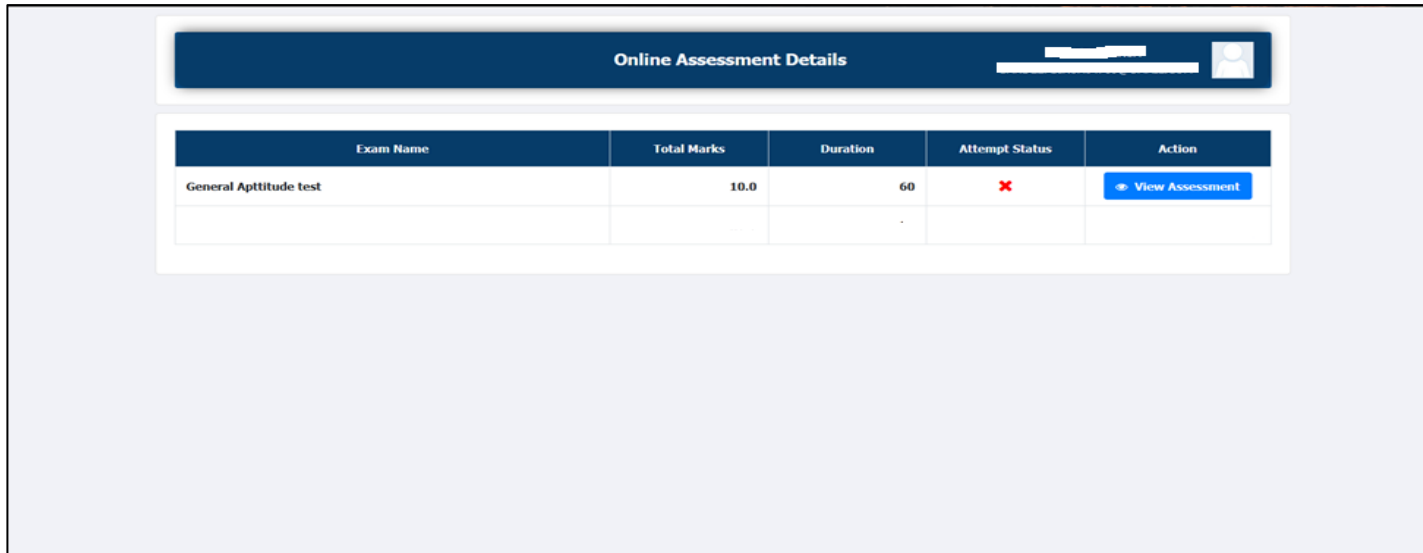 Online Assessment Details
Exam Name Total Marks Duration Attempt Status Action
General Apttitude test 10.0 60 View Assessment